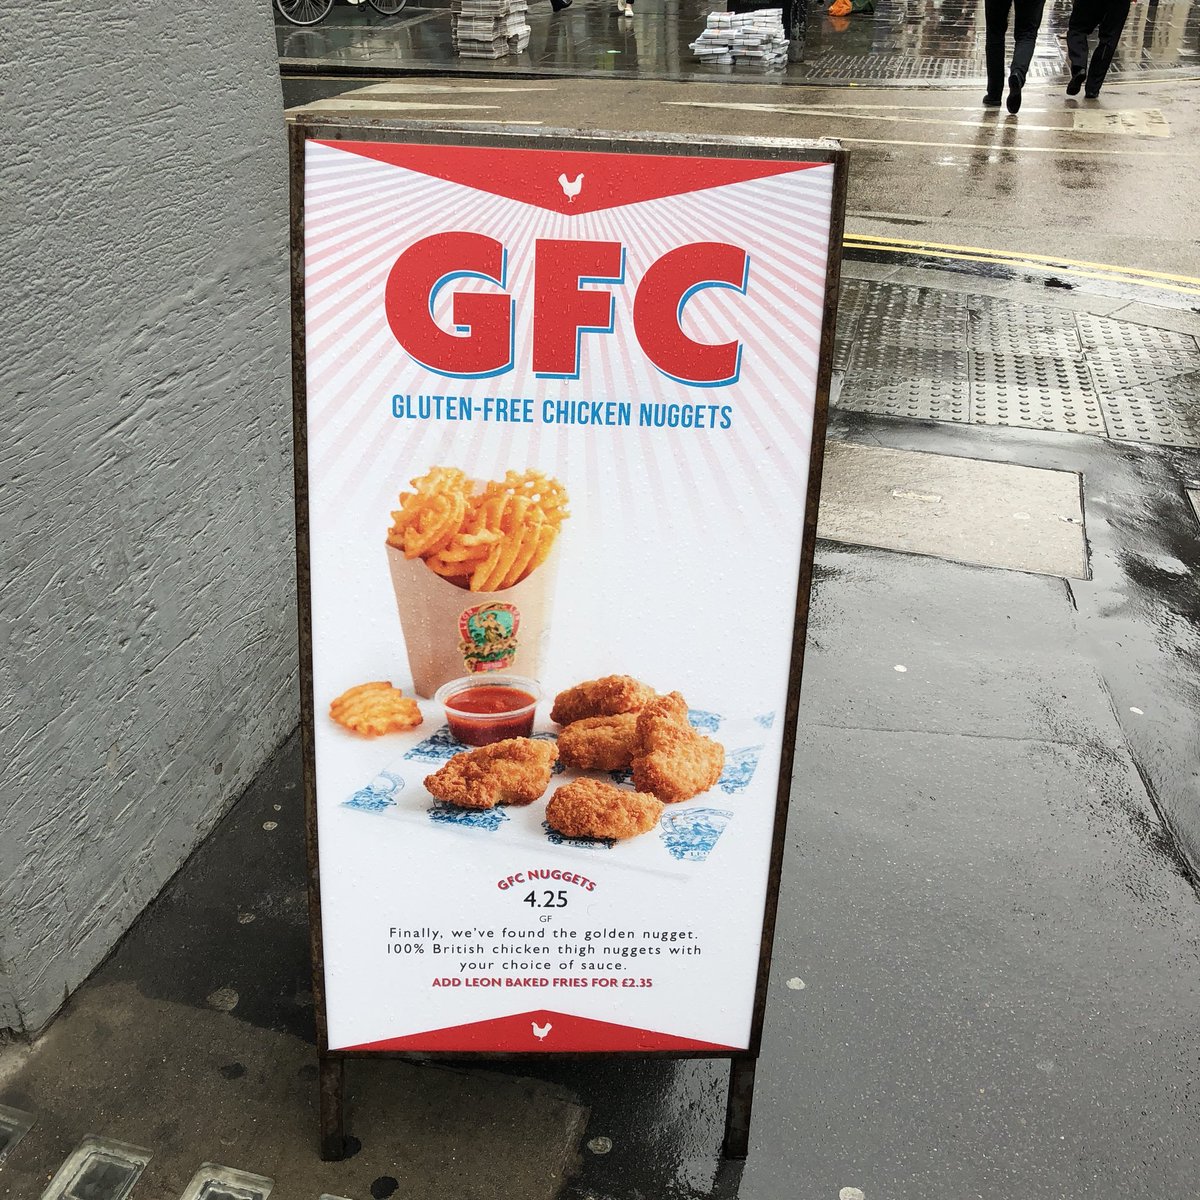 GFC
GLUTEN-FREE CHICKEN NUGGETS
LEON
GFC NUGGETS
4.25
GF
Finally, we've found the golden nugget.
100% British chicken thigh nuggets with
your choice of sauce.
ADD LEON BAKED FRIES FOR £2.35